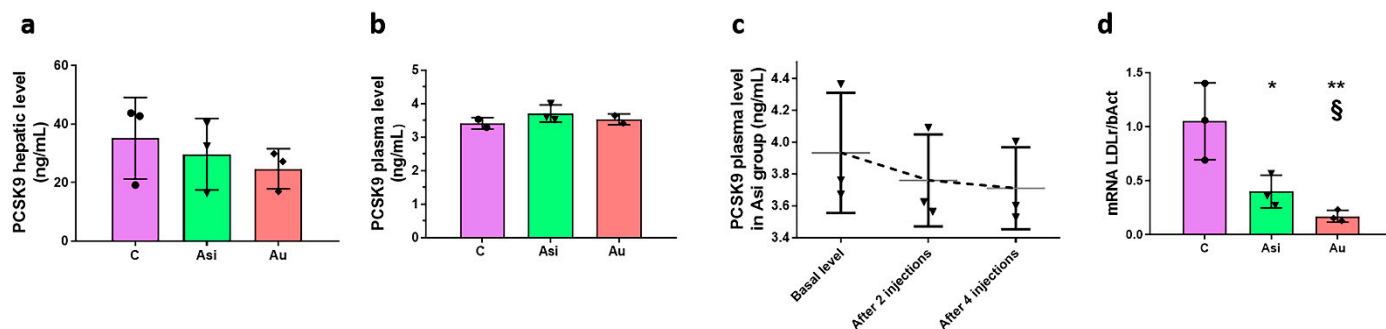 a
PCSK9 hepatic level
(ng/mL)
60
40
20
0
C
Asi
Au
b
PCSK9 plasma level
(ng/mL)
5
4
3
2
1
0
C
Asi
Au
c
PCSK9 plasma level
in Asi group (ng/mL)
4.4
4.2
4.0
3.8
3.6
3.4
Basal level
After 2 injections
After 4 injections
d
mRNA LDLr/bAct
1.5
1.0
0.5
0.0
*
**
§
C
Asi
Au